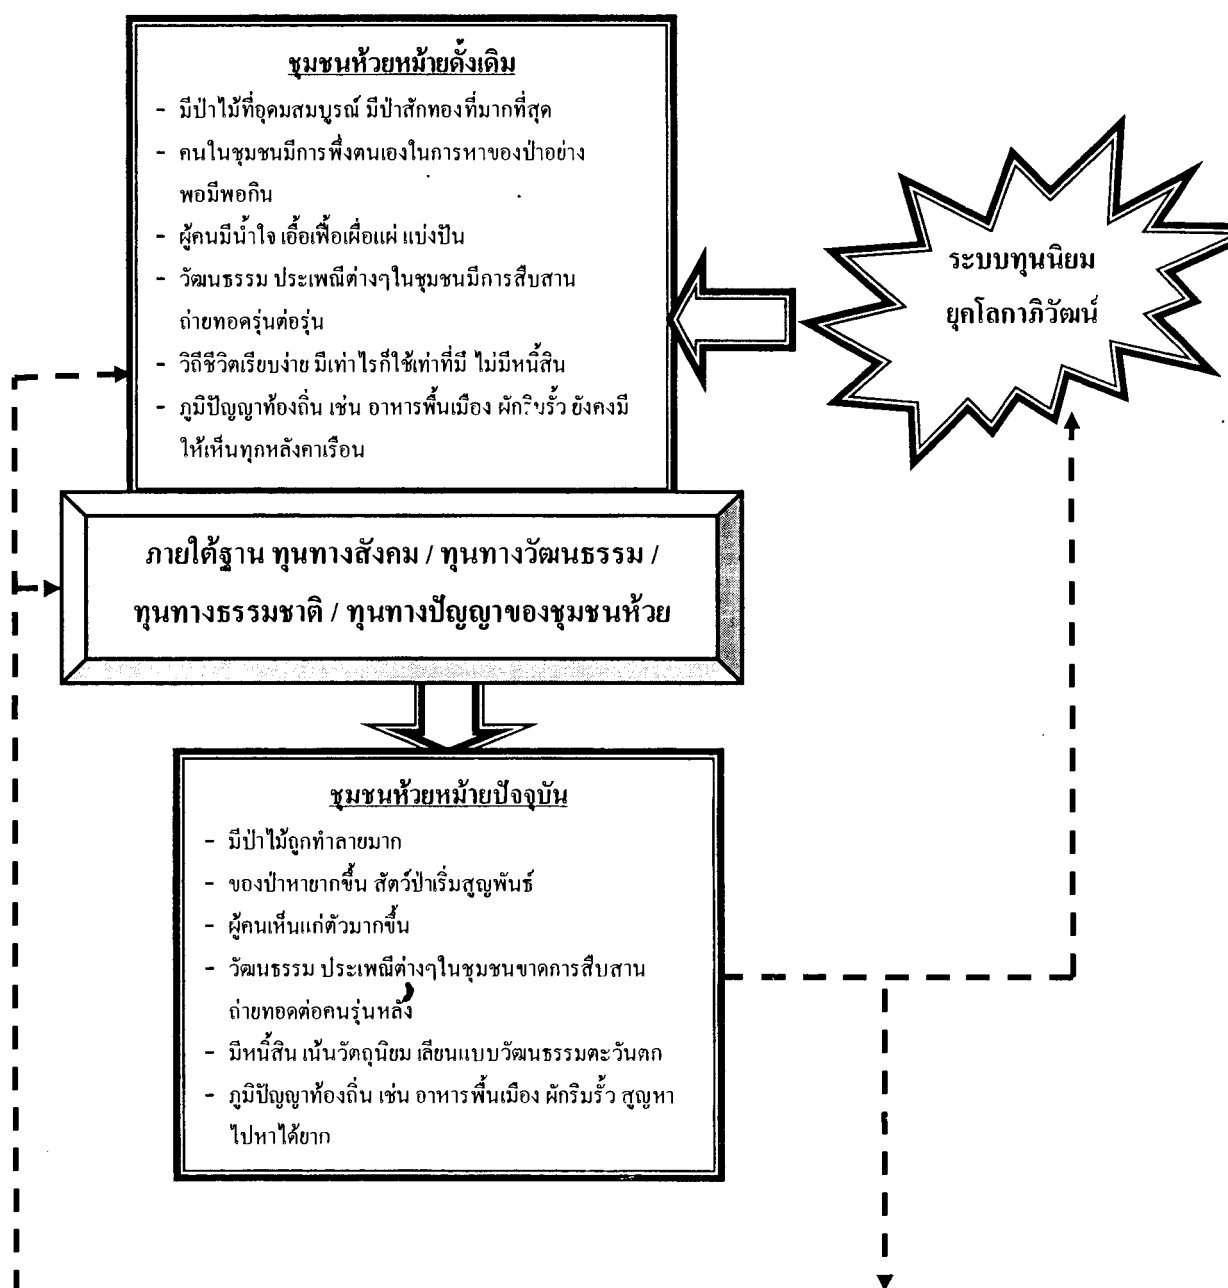 ชุมชนห้วยหม้ายดั้งเดิม
- มีป่าไม้ที่อุดมสมบูรณ์ มีป่าสักทองที่มากที่สุด
- คนในชุมชนมีการพึ่งตนเองในการหาของป่าอย่าง
พอมีพอกิน
- ผู้คนมีน้ำใจ เอื้อเฟื้อเผื่อแผ่ แบ่งปัน
- วัฒนธรรม ประเพณีต่างๆในชุมชนมีการสืบสาน
ถ่ายทอดรุ่นต่อรุ่น
- วิถีชีวิตเรียบง่าย มีเท่าไรก็ใช้เท่าที่มี ไม่มีหนี้สิน
- ภูมิปัญญาท้องถิ่น เช่น อาหารพื้นเมือง ผักริมรั้ว ยังคงมี
ให้เห็นทุกหลังคาเรือน
ระบบทุนนิยม
ยุคโลกาภิวัฒน์
ภายใต้ฐาน ทุนทางสังคม / ทุนทางวัฒนธรรม /
ทุนทางธรรมชาติ / ทุนทางปัญญาของชุมชนห้วย
ชุมชนห้วยหม้ายปัจจุบัน
- มีป่าไม้ถูกทำลายมาก
- ของป่าหายากขึ้น สัตว์ป่าเริ่มสูญพันธ์
- ผู้คนเห็นแก่ตัวมากขึ้น
- วัฒนธรรม ประเพณีต่างๆในชุมชนขาดการสืบสาน
ถ่ายทอดต่อคนรุ่นหลัง
- มีหนี้สิน เน้นวัตถุนิยม เลียนแบบวัฒนธรรมตะวันตก
- ภูมิปัญญาท้องถิ่น เช่น อาหารพื้นเมือง ผักริมรั้ว สูญหา
ไปหาได้ยาก